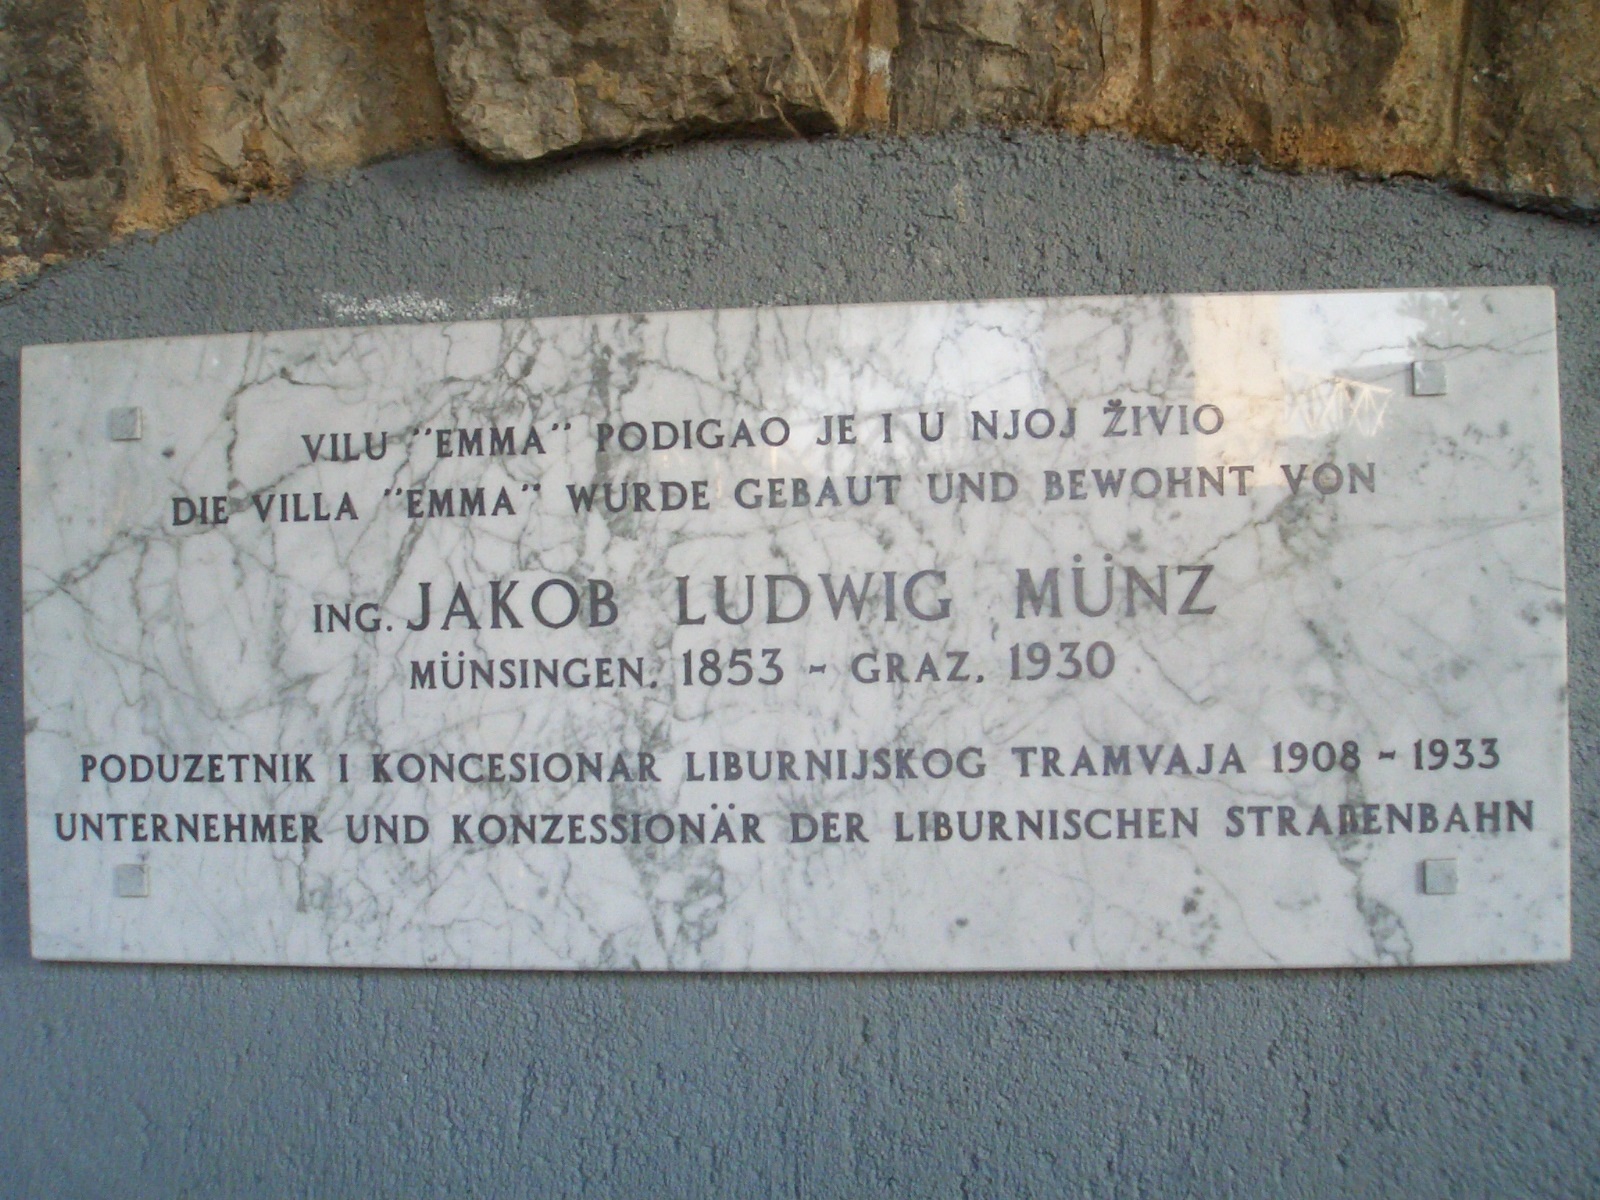 VILU "EMMA" PODIGAO JE I U NJOJ ŽIVIO
DIE VILLA "EMMA" WURDE GEBAUT UND BEWOHNT VON
ING. JAKOB LUDWIG MÜNZ
MÜNSINGEN, 1853 - GRAZ, 1930
PODUZETNIK I KONCESIONAR LIBURNIJSKOG TRAMVAJA 1908 - 1933
UNTERNEHMER UND KONZESSIONÄR DER LIBURNISCHEN STRAßENBAHN